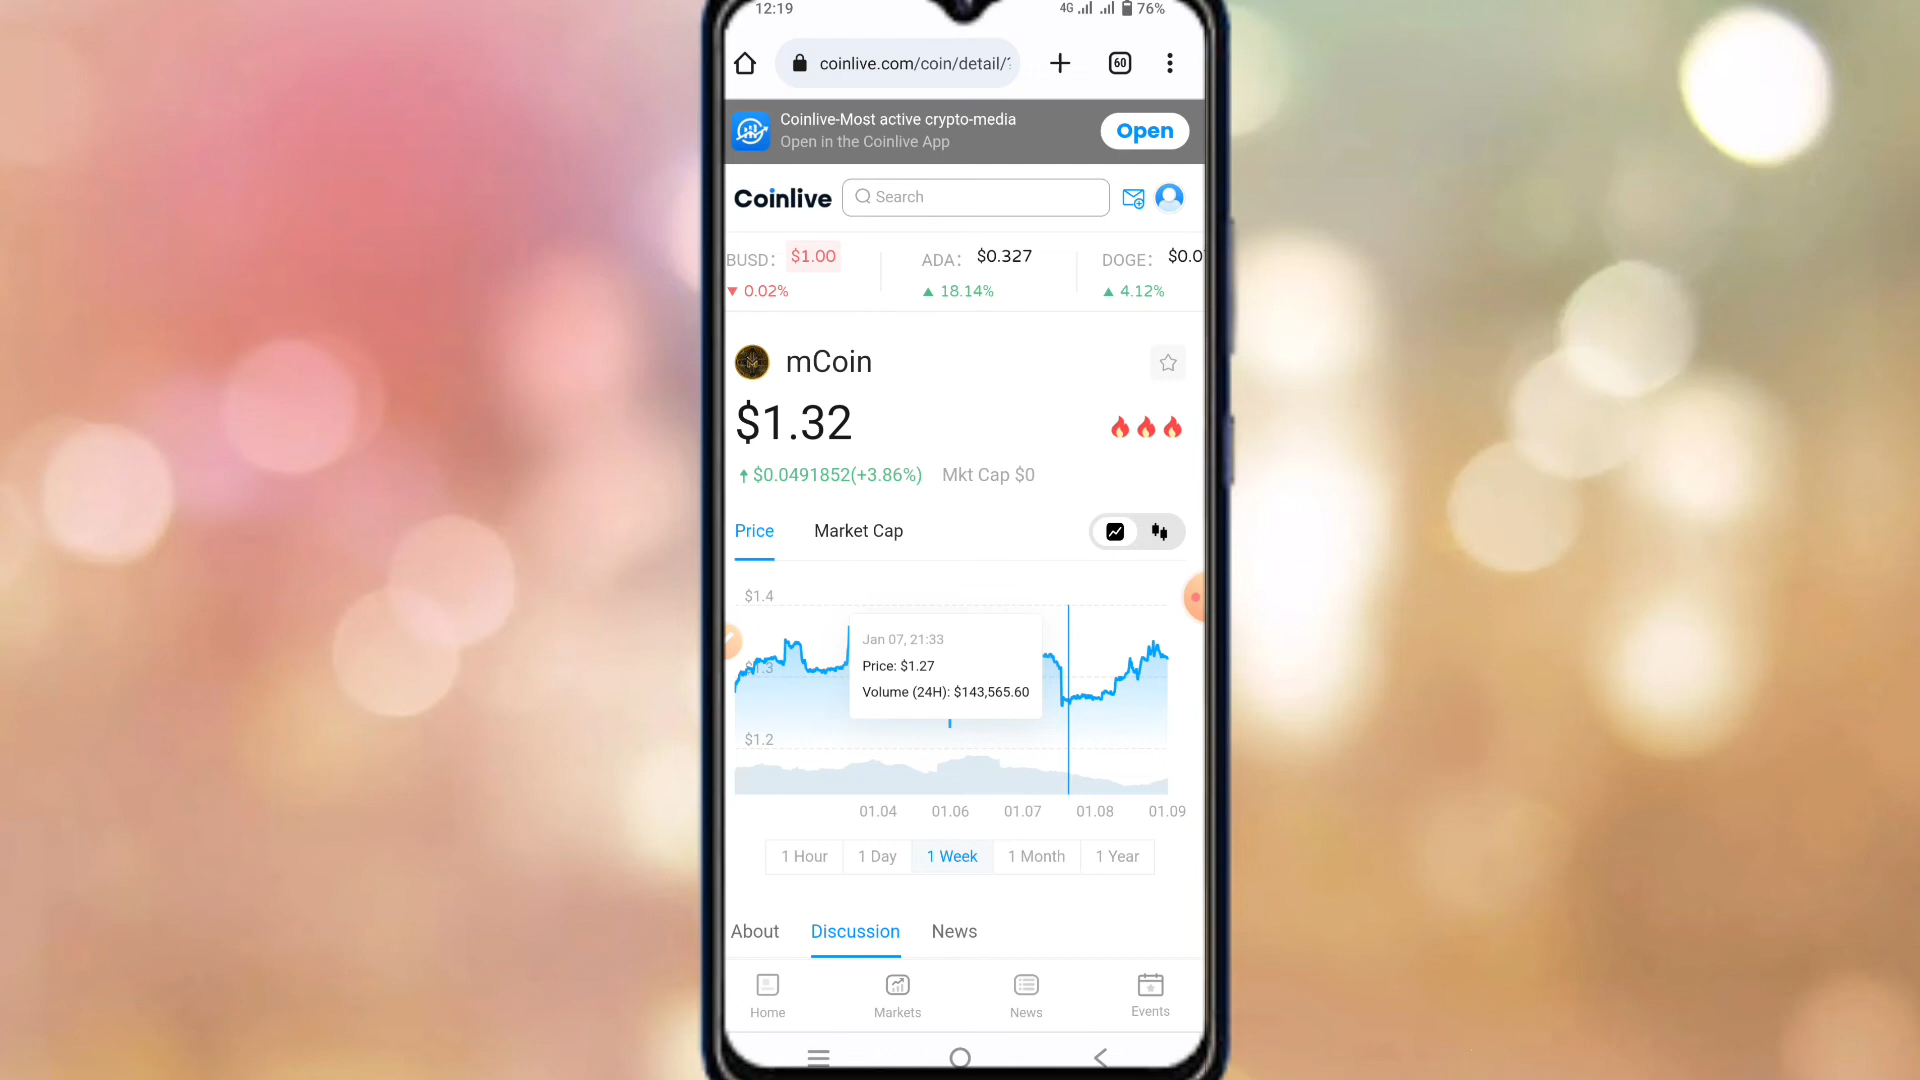 12:19
4G 76%
coinlive.com/coin/detail/
60
Coinlive-Most active crypto-media
Open in the Coinlive App
Open
Coinlive
Search
BUSD: $1.00
ADA: $0.327
DOGE: $0.0
0.02%
18.14%
4.12%
mCoin
$1.32
$0.0491852(+3.86%) Mkt Cap $0
Price
Market Cap
$1.4
Jan 07, 21:33
Price: $1.27
$1.3
Volume (24H): $143,565.60
$1.2
01.04 01.06 01.07 01.08 01.09
1 Hour 1 Day 1 Week 1 Month 1 Year
About Discussion News
Home Markets News Events